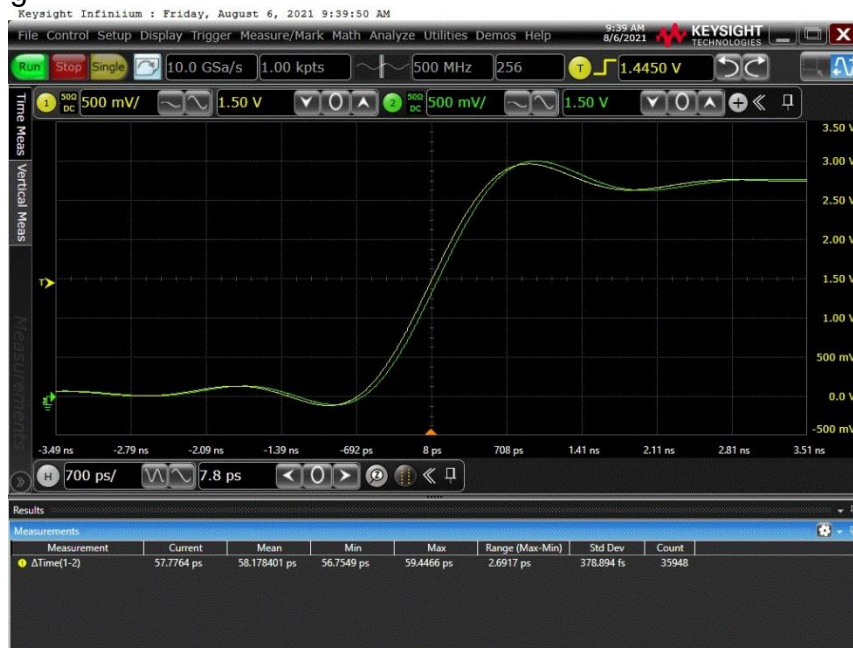 Keysight Infiniium : Friday, August 6, 2021 9:39:50 AM
File Control Setup Display Trigger Measure/Mark Math Analyze Utilities Demos Help
9:39 AM
8/6/2021
KEYSIGHT
TECHNOLOGIES
Run Stop Single 10.0 GSa/s 1.00 kpts 500 MHz 256 T 1.4450 V
1 50Ω DC 500 mV/ 1.50 V 0 2 50Ω DC 500 mV/ 1.50 V 0
Time Meas
Vertical Meas
Measurements
3.50 V
3.00 V
2.50 V
2.00 V
T 1.50 V
1.00 V
500 mV
0.0 V
-500 mV
-3.49 ns -2.79 ns -2.09 ns -1.39 ns -692 ps 8 ps 708 ps 1.41 ns 2.11 ns 2.81 ns 3.51 ns
H 700 ps/ 7.8 ps 0
Results
Measurements
Measurement Current Mean Min Max Range (Max-Min) Std Dev Count
1 ΔTime(1-2) 57.7764 ps 58.178401 ps 56.7549 ps 59.4466 ps 2.6917 ps 378.894 fs 35948